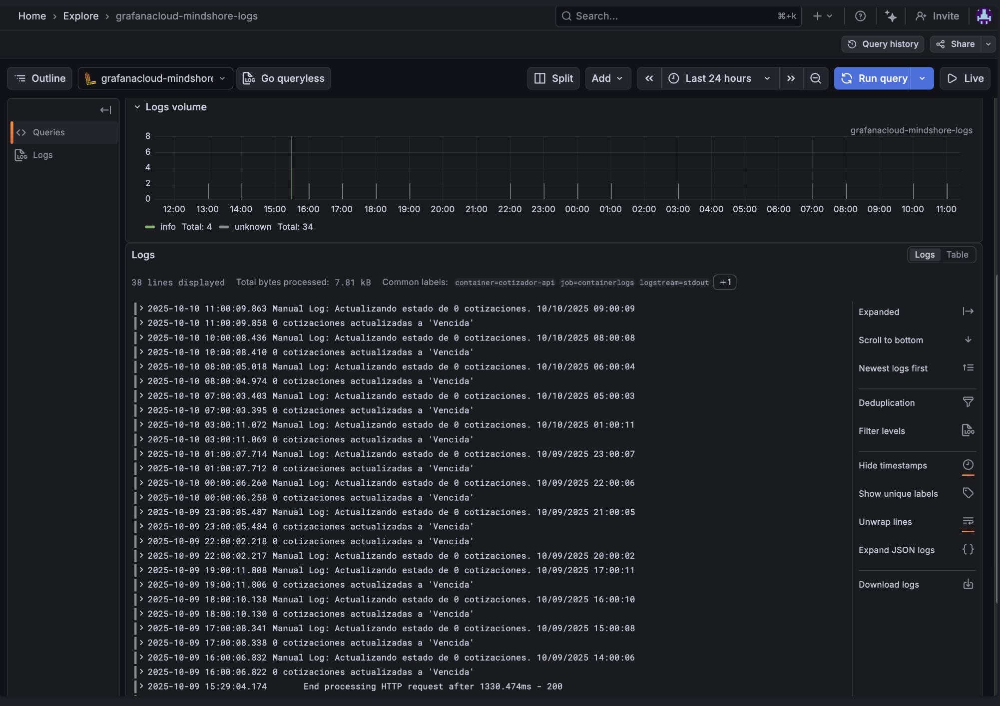 Home › Explore › grafanacloud-mindshore-logs
Search... ⌘+k
Invite
Query history Share
Outline grafanacloud-mindshore Go queryless Split Add Last 24 hours Run query Live
Queries
Logs
Logs volume
grafanacloud-mindshore-logs
8
6
4
2
0
12:00 13:00 14:00 15:00 16:00 17:00 18:00 19:00 20:00 21:00 22:00 23:00 00:00 01:00 02:00 03:00 04:00 05:00 06:00 07:00 08:00 09:00 10:00 11:00
info Total: 4 unknown Total: 34
Logs
Logs Table
38 lines displayed Total bytes processed: 7.81 kB Common labels: container=cotizador-api job=containerlogs logstream=stdout +1
2025-10-10 11:00:09.863 Manual Log: Actualizando estado de 0 cotizaciones. 10/10/2025 09:00:09
2025-10-10 11:00:09.858 0 cotizaciones actualizadas a 'Vencida'
2025-10-10 10:00:08.436 Manual Log: Actualizando estado de 0 cotizaciones. 10/10/2025 08:00:08
2025-10-10 10:00:08.410 0 cotizaciones actualizadas a 'Vencida'
2025-10-10 08:00:05.018 Manual Log: Actualizando estado de 0 cotizaciones. 10/10/2025 06:00:04
2025-10-10 08:00:04.974 0 cotizaciones actualizadas a 'Vencida'
2025-10-10 07:00:03.403 Manual Log: Actualizando estado de 0 cotizaciones. 10/10/2025 05:00:03
2025-10-10 07:00:03.395 0 cotizaciones actualizadas a 'Vencida'
2025-10-10 03:00:11.072 Manual Log: Actualizando estado de 0 cotizaciones. 10/10/2025 01:00:11
2025-10-10 03:00:11.069 0 cotizaciones actualizadas a 'Vencida'
2025-10-10 01:00:07.714 Manual Log: Actualizando estado de 0 cotizaciones. 10/09/2025 23:00:07
2025-10-10 01:00:07.712 0 cotizaciones actualizadas a 'Vencida'
2025-10-10 00:00:06.260 Manual Log: Actualizando estado de 0 cotizaciones. 10/09/2025 22:00:06
2025-10-10 00:00:06.258 0 cotizaciones actualizadas a 'Vencida'
2025-10-09 23:00:05.487 Manual Log: Actualizando estado de 0 cotizaciones. 10/09/2025 21:00:05
2025-10-09 23:00:05.484 0 cotizaciones actualizadas a 'Vencida'
2025-10-09 22:00:02.218 0 cotizaciones actualizadas a 'Vencida'
2025-10-09 22:00:02.217 Manual Log: Actualizando estado de 0 cotizaciones. 10/09/2025 20:00:02
2025-10-09 19:00:11.808 Manual Log: Actualizando estado de 0 cotizaciones. 10/09/2025 17:00:11
2025-10-09 19:00:11.806 0 cotizaciones actualizadas a 'Vencida'
2025-10-09 18:00:10.138 Manual Log: Actualizando estado de 0 cotizaciones. 10/09/2025 16:00:10
2025-10-09 18:00:10.130 0 cotizaciones actualizadas a 'Vencida'
2025-10-09 17:00:08.341 Manual Log: Actualizando estado de 0 cotizaciones. 10/09/2025 15:00:08
2025-10-09 17:00:08.338 0 cotizaciones actualizadas a 'Vencida'
2025-10-09 16:00:06.832 Manual Log: Actualizando estado de 0 cotizaciones. 10/09/2025 14:00:06
2025-10-09 16:00:06.822 0 cotizaciones actualizadas a 'Vencida'
2025-10-09 15:29:04.174 End processing HTTP request after 1330.474ms - 200
Expanded
Scroll to bottom
Newest logs first
Deduplication
Filter levels
Hide timestamps
Show unique labels
Unwrap lines
Expand JSON logs
Download logs